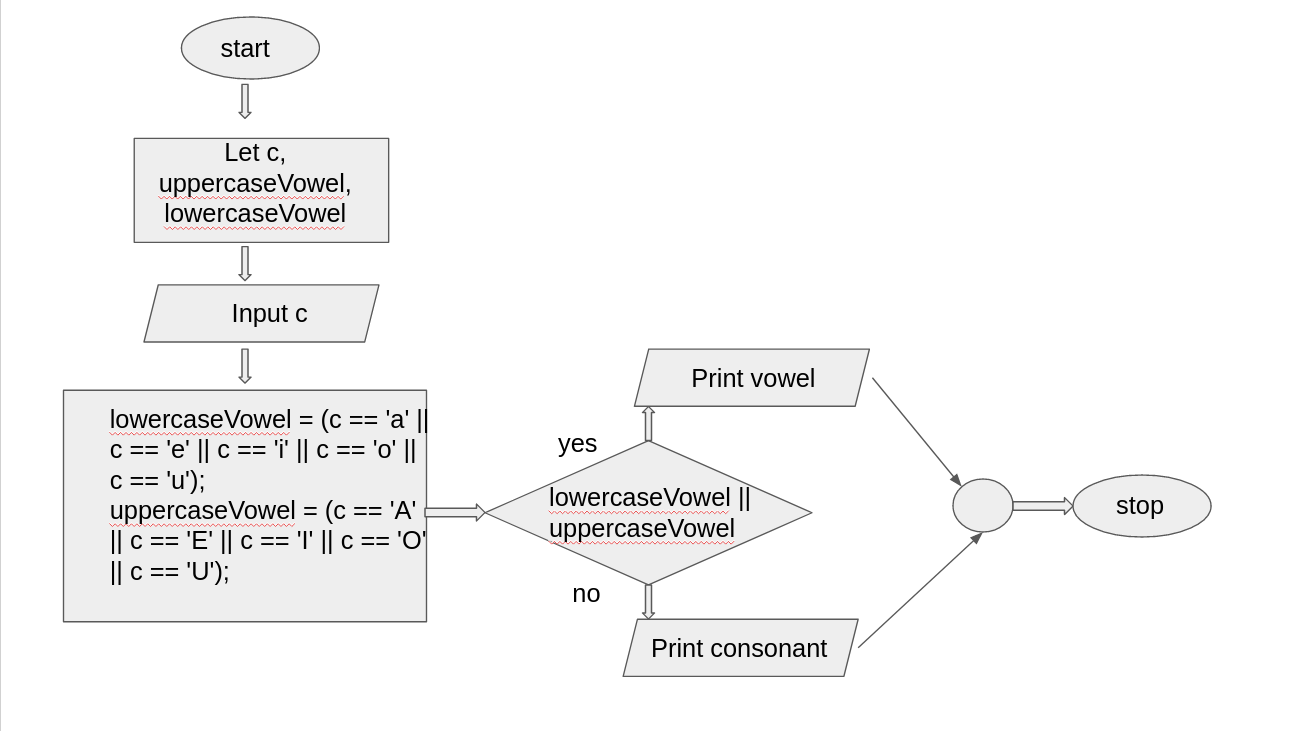 start
Let c,
uppercaseVowel,
lowercaseVowel
Input c
lowercaseVowel = (c == 'a' ||
c == 'e' || c == 'i' || c == 'o' ||
c == 'u');
uppercaseVowel = (c == 'A'
|| c == 'E' || c == 'I' || c == 'O'
|| c == 'U');
lowercaseVowel ||
uppercaseVowel
yes
Print vowel
no
Print consonant
stop